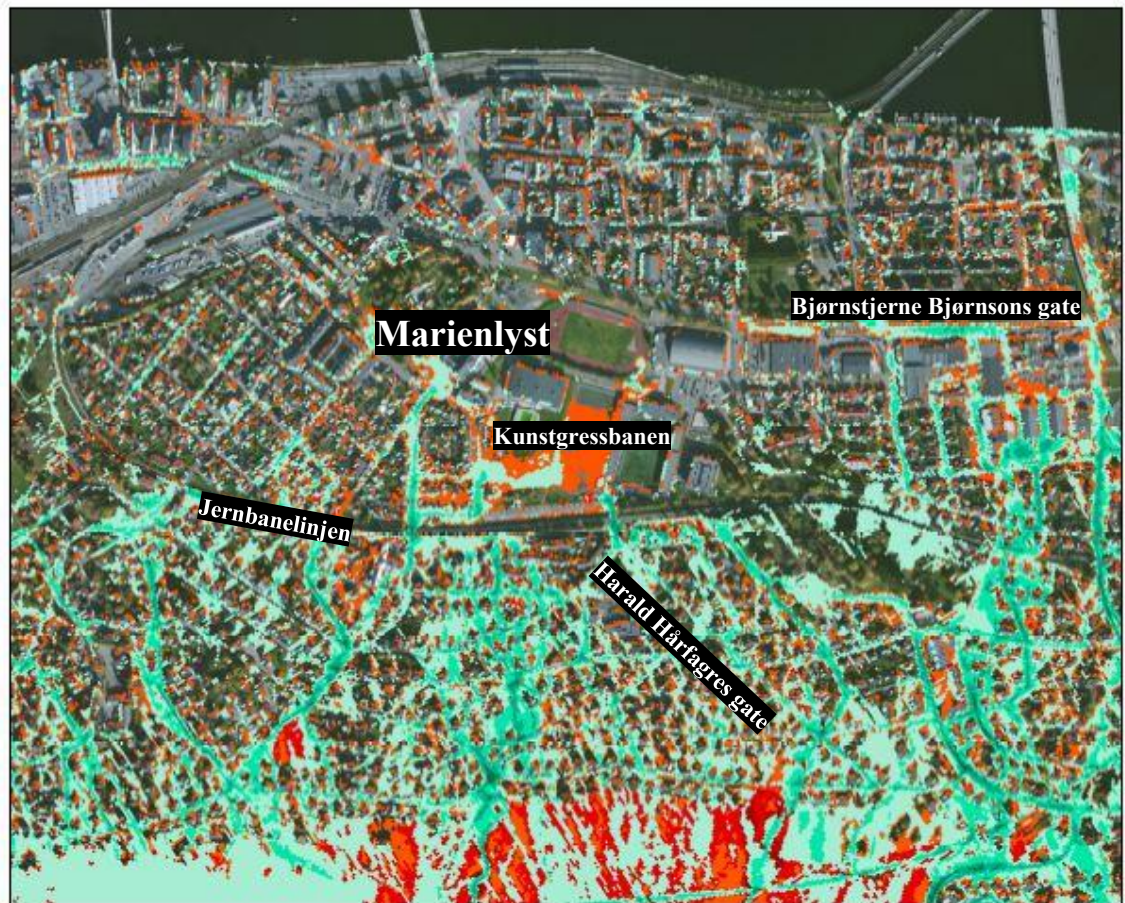 Bjørnstjerne Bjørnsons gate
Marienlyst
Kunstgressbanen
Jernbanelinjen
Harald Hårfagres gate